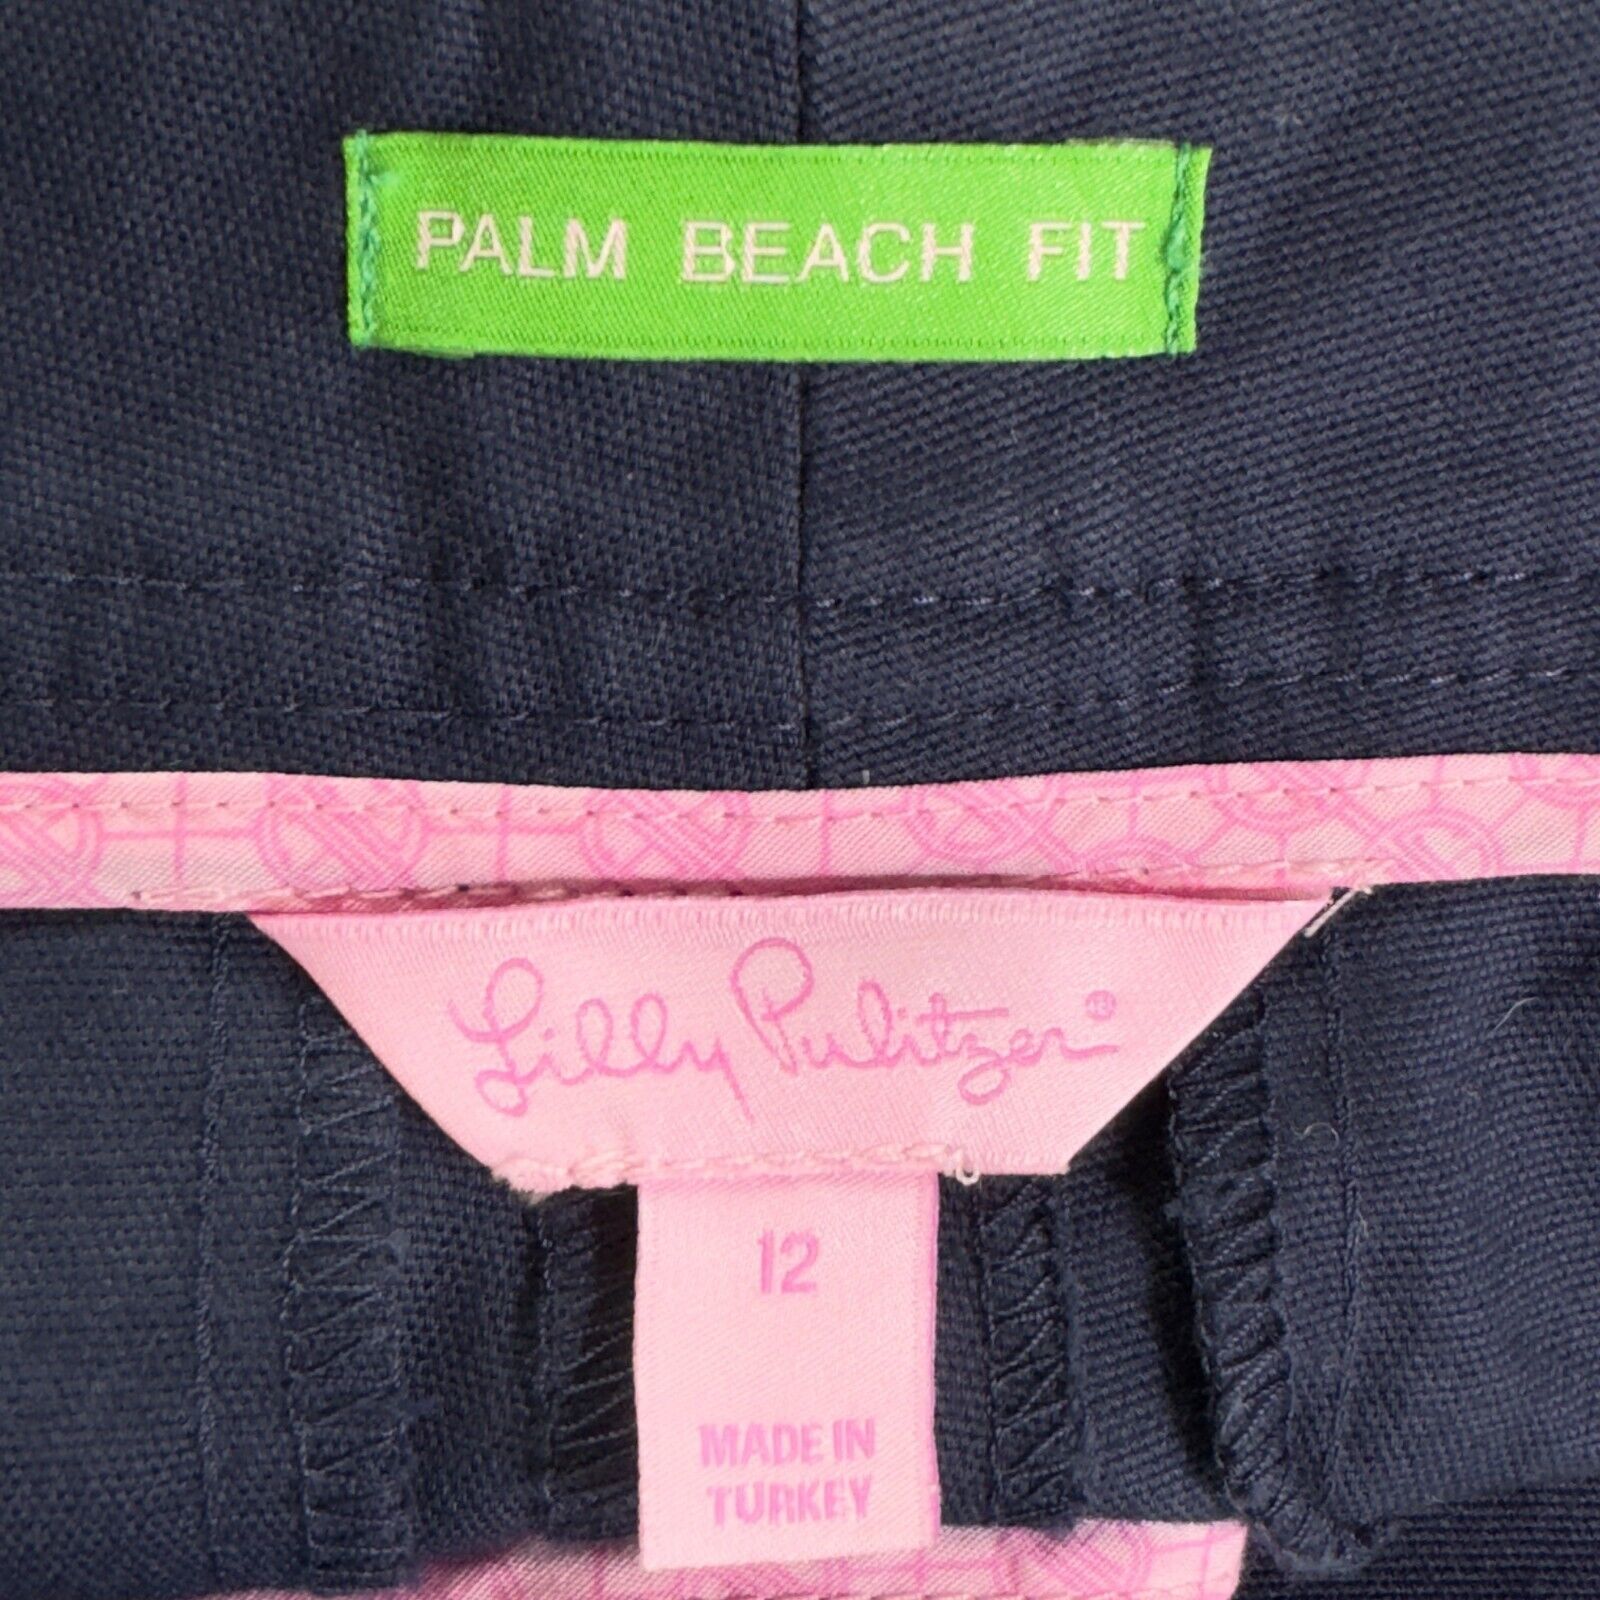 PALM BEACH FIT
Lilly Pulitzer®
12
MADE IN
TURKEY